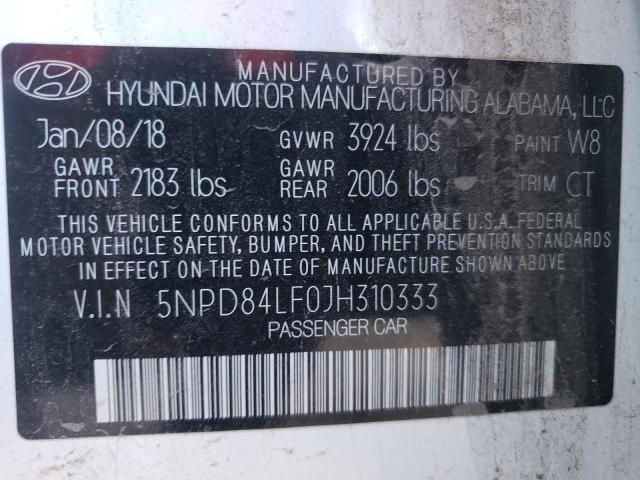 MANUFACTURED BY
HYUNDAI MOTOR MANUFACTURING ALABAMA, LLC
Jan/08/18 GVWR 3924 lbs PAINT W8
GAWR FRONT 2183 lbs GAWR REAR 2006 lbs TRIM CT
THIS VEHICLE CONFORMS TO ALL APPLICABLE U.S.A. FEDERAL
MOTOR VEHICLE SAFETY, BUMPER, AND THEFT PREVENTION STANDARDS
IN EFFECT ON THE DATE OF MANUFACTURE SHOWN ABOVE
V.I.N 5NPD84LF0JH310333
PASSENGER CAR